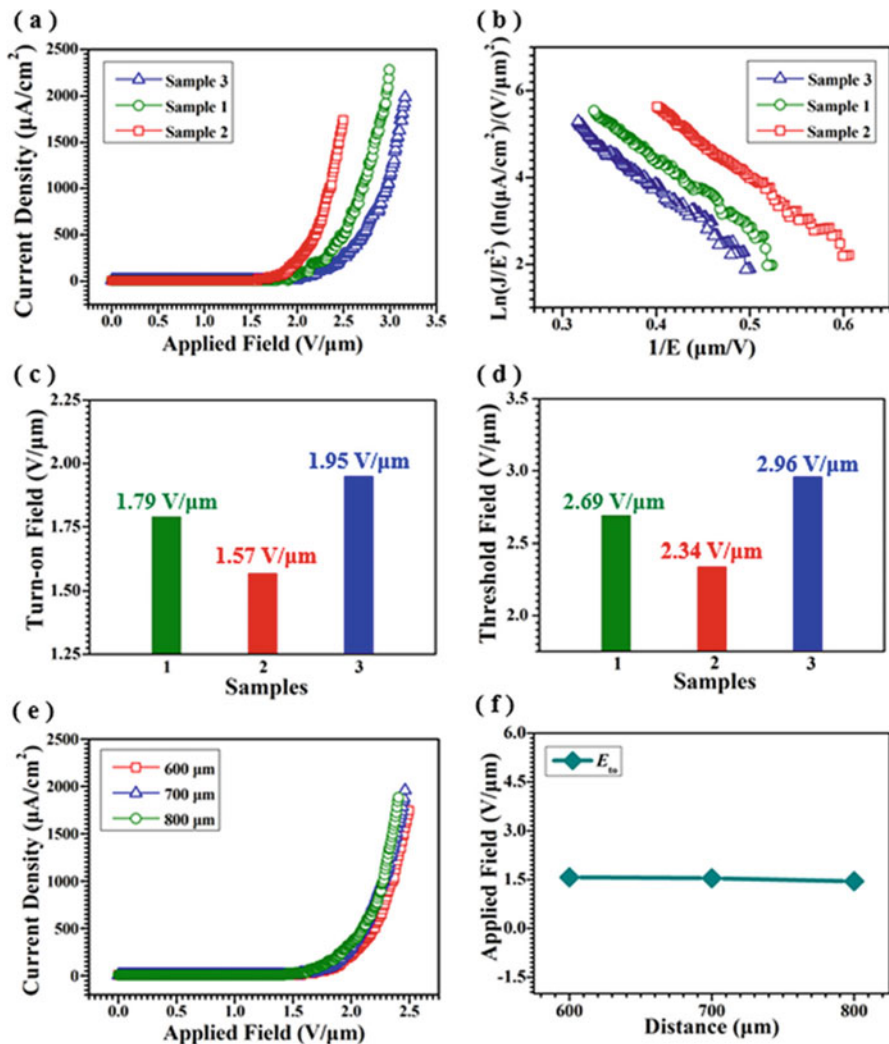 ( a )
Current Density (μA/cm²)
2500
2000
1500
1000
500
0
Sample 3
Sample 1
Sample 2
0.0 0.5 1.0 1.5 2.0 2.5 3.0 3.5
Applied Field (V/μm)
( b )
Ln(J/E²) (ln(μA/cm²)/(V/μm)²)
6
4
2
Sample 3
Sample 1
Sample 2
0.3 0.4 0.5 0.6
1/E (μm/V)
( c )
Turn-on Field (V/μm)
2.25
2.00
1.75
1.50
1.25
1.79 V/μm
1.57 V/μm
1.95 V/μm
1 2 3
Samples
( d )
Threshold Field (V/μm)
3.5
3.0
2.5
2.0
2.69 V/μm
2.34 V/μm
2.96 V/μm
1 2 3
Samples
( e )
Current Density (μA/cm²)
2500
2000
1500
1000
500
0
600 μm
700 μm
800 μm
0.0 0.5 1.0 1.5 2.0 2.5
Applied Field (V/μm)
( f )
Applied Field (V/μm)
6.0
4.5
3.0
1.5
0.0
-1.5
Eto
600 700 800
Distance (μm)